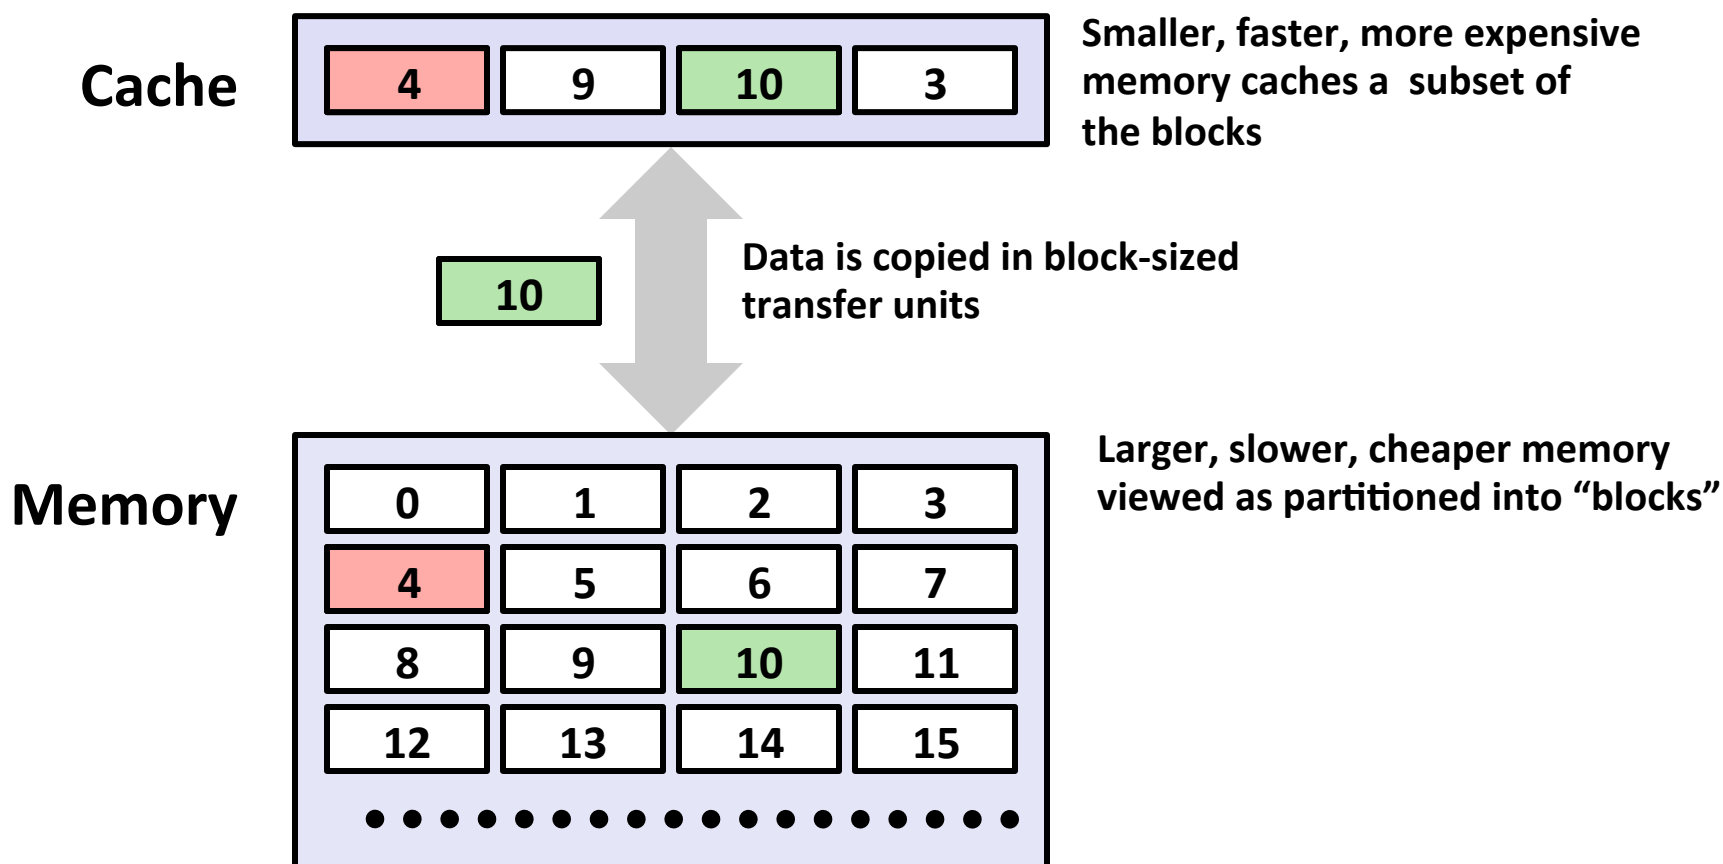 Cache
4 9 10 3
Smaller, faster, more expensive
memory caches a subset of
the blocks
10
Data is copied in block-sized
transfer units
Memory
0 1 2 3
4 5 6 7
8 9 10 11
12 13 14 15
Larger, slower, cheaper memory
viewed as partitioned into “blocks”